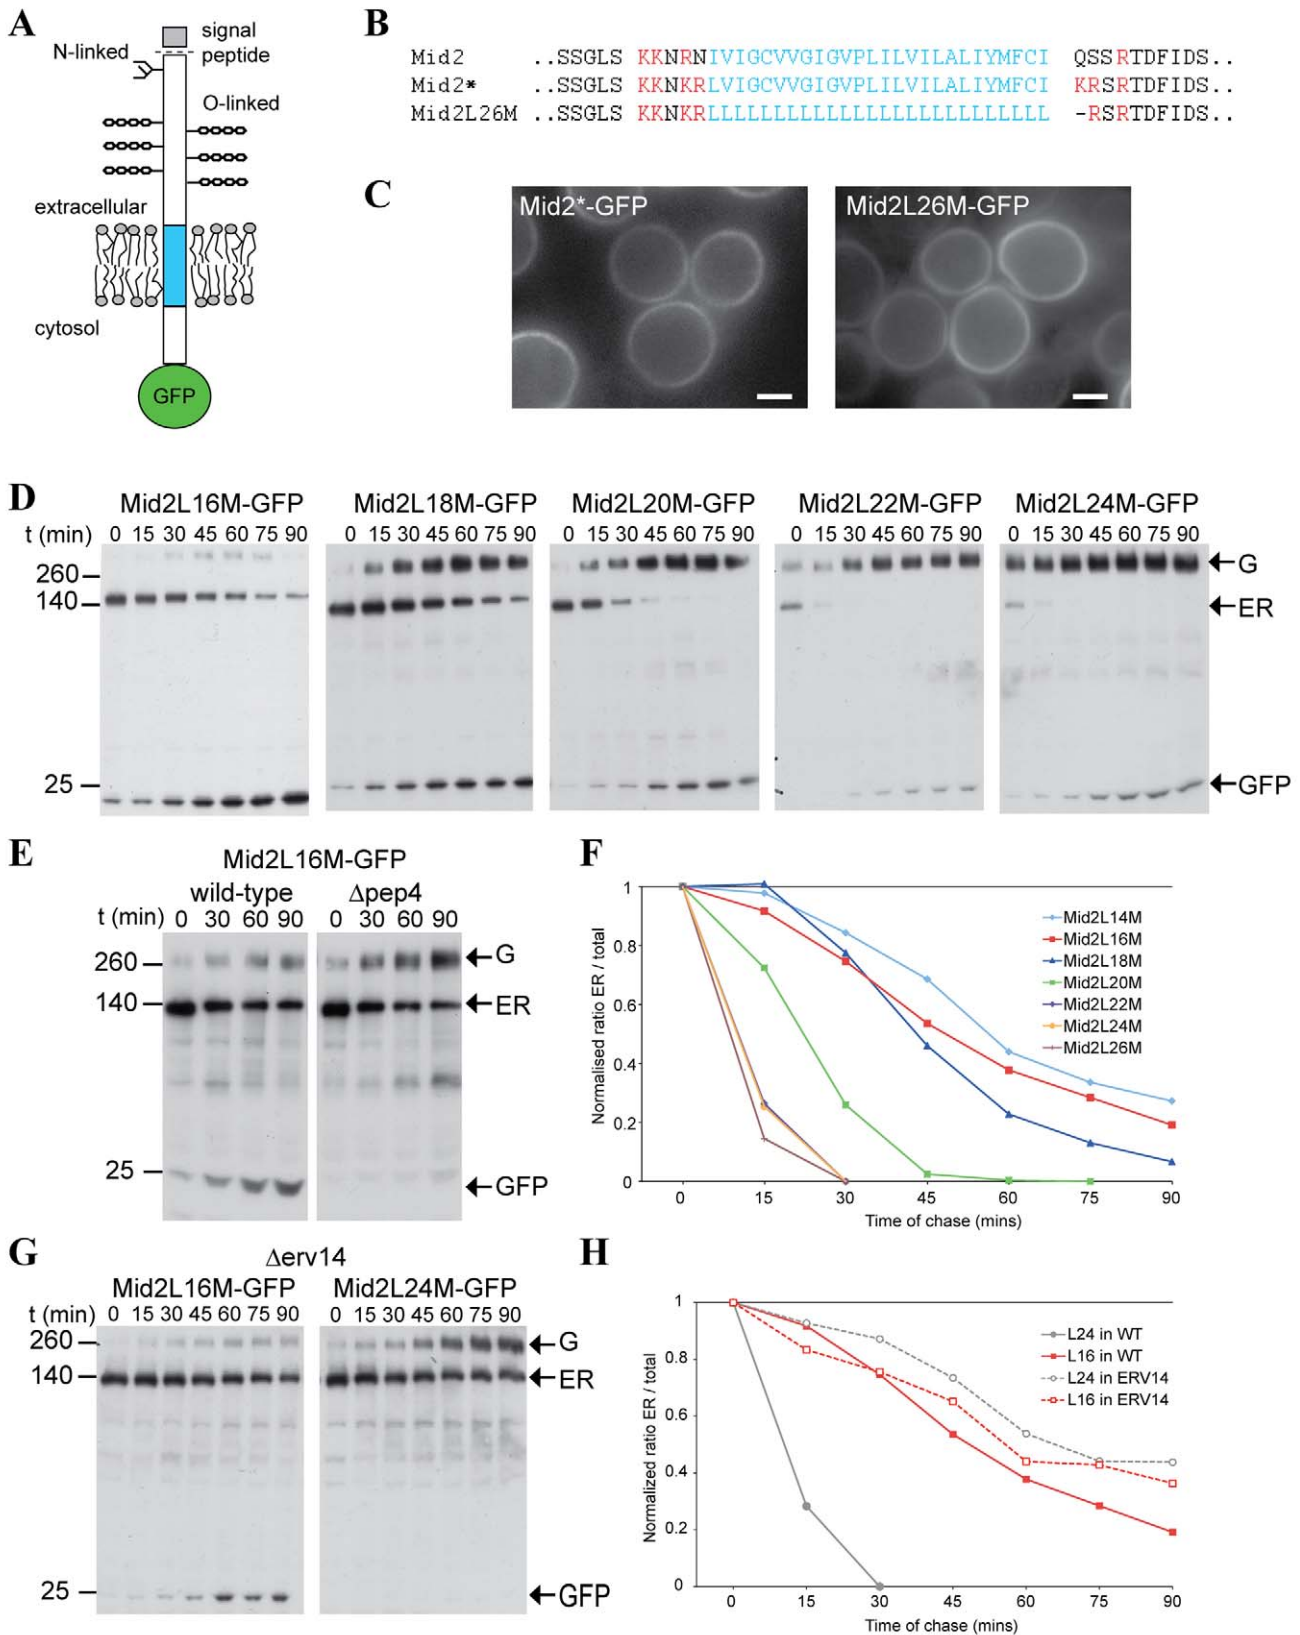 A
signal
peptide
N-linked
O-linked
extracellular
cytosol
GFP
B
Mid2 ..SSGLS KKNRNIVIGCVVGIGVPLILVILALIYMFCI QSSRTDFIDS..
Mid2* ..SSGLS KKNKRLVIGCVVGIGVPLILVILALIYMFCI KRSRTDFIDS..
Mid2L26M ..SSGLS KKNKRLLLLLLLLLLLLLLLLLLLLLLLLLL -RSRTDFIDS..
C
Mid2*-GFP
Mid2L26M-GFP
D
Mid2L16M-GFP Mid2L18M-GFP Mid2L20M-GFP Mid2L22M-GFP Mid2L24M-GFP
t (min) 0 15 30 45 60 75 90 0 15 30 45 60 75 90 0 15 30 45 60 75 90 0 15 30 45 60 75 90 0 15 30 45 60 75 90
260
140
25
G
ER
GFP
E
Mid2L16M-GFP
wild-type Δpep4
t (min) 0 30 60 90 0 30 60 90
260
140
25
G
ER
GFP
F
Normalised ratio ER / total
1
0.8
0.6
0.4
0.2
0
0 15 30 45 60 75 90
Time of chase (mins)
Mid2L14M
Mid2L16M
Mid2L18M
Mid2L20M
Mid2L22M
Mid2L24M
Mid2L26M
G
Δerv14
Mid2L16M-GFP Mid2L24M-GFP
t (min) 0 15 30 45 60 75 90 0 15 30 45 60 75 90
260
140
25
G
ER
GFP
H
Normalized ratio ER / total
1
0.8
0.6
0.4
0.2
0
0 15 30 45 60 75 90
Time of chase (mins)
L24 in WT
L16 in WT
L24 in ERV14
L16 in ERV14